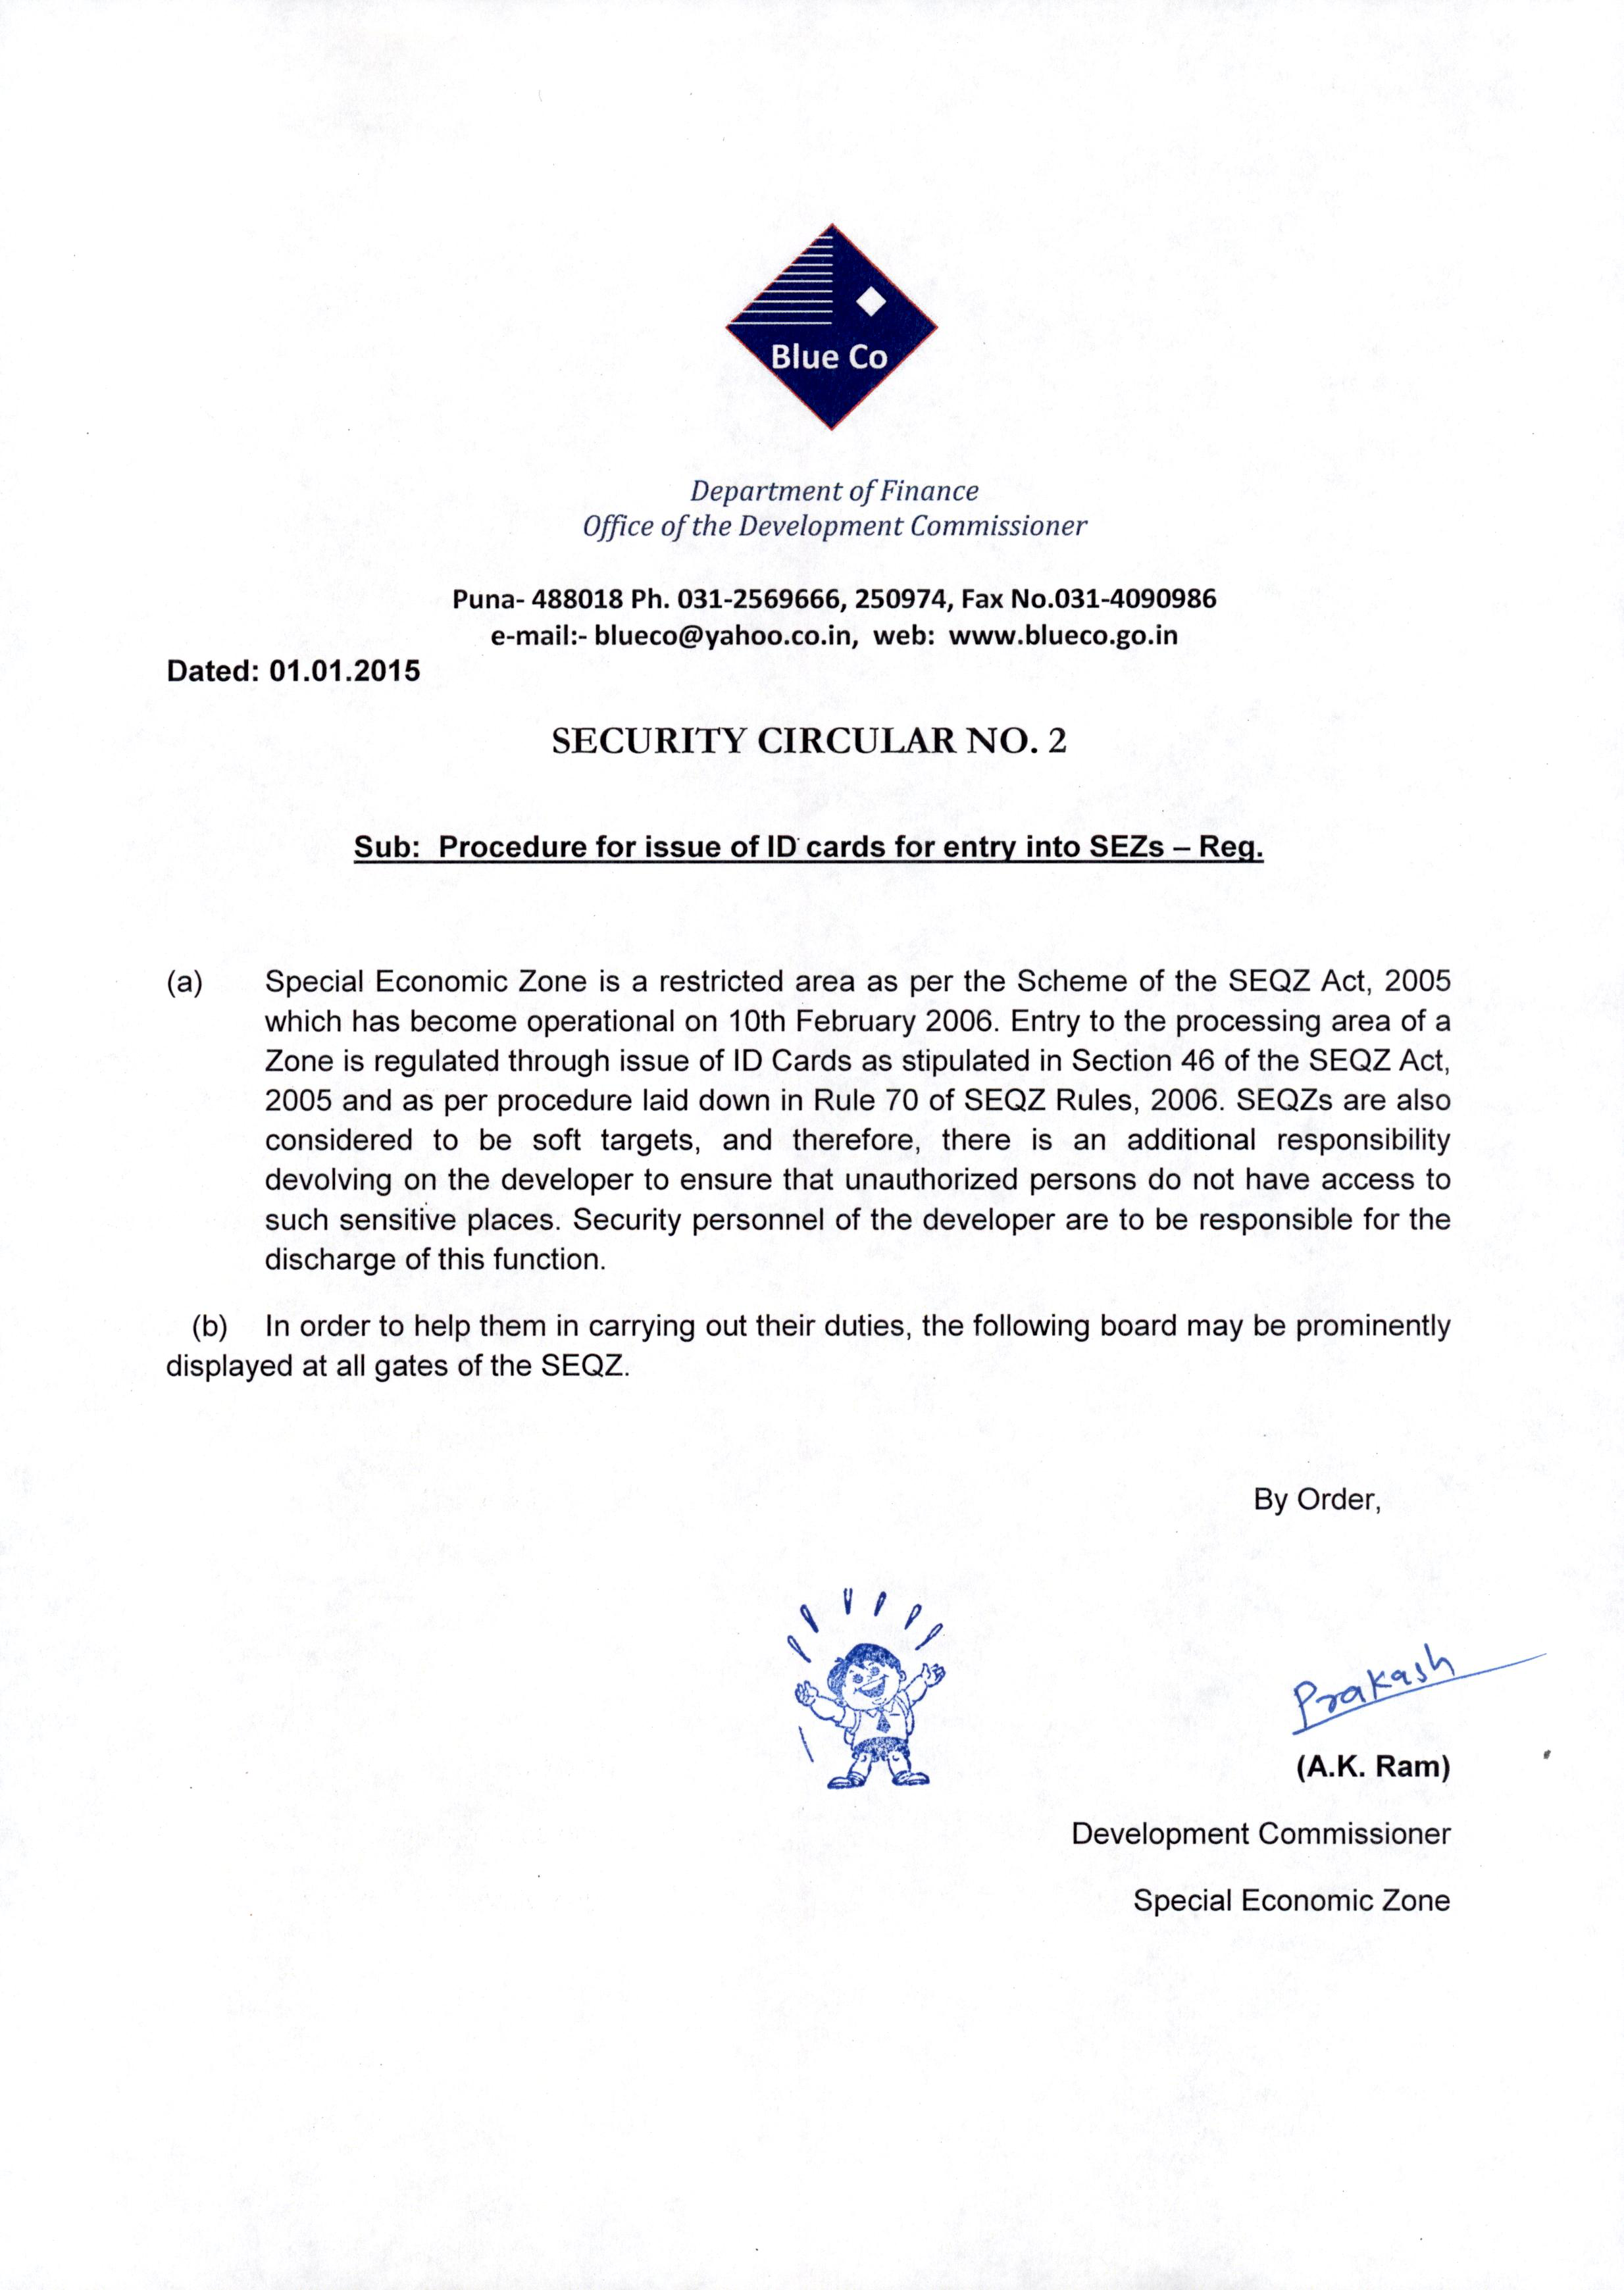 Blue Co
Department of Finance
Office of the Development Commissioner
Puna- 488018 Ph. 031-2569666, 250974, Fax No.031-4090986
e-mail:- blueco@yahoo.co.in, web: www.blueco.go.in
Dated: 01.01.2015
SECURITY CIRCULAR NO. 2
Sub: Procedure for issue of ID cards for entry into SEZs – Reg.
(a) Special Economic Zone is a restricted area as per the Scheme of the SEQZ Act, 2005
which has become operational on 10th February 2006. Entry to the processing area of a
Zone is regulated through issue of ID Cards as stipulated in Section 46 of the SEQZ Act,
2005 and as per procedure laid down in Rule 70 of SEQZ Rules, 2006. SEQZs are also
considered to be soft targets, and therefore, there is an additional responsibility
devolving on the developer to ensure that unauthorized persons do not have access to
such sensitive places. Security personnel of the developer are to be responsible for the
discharge of this function.
(b) In order to help them in carrying out their duties, the following board may be prominently
displayed at all gates of the SEQZ.
By Order,
Prakash
(A.K. Ram)
Development Commissioner
Special Economic Zone